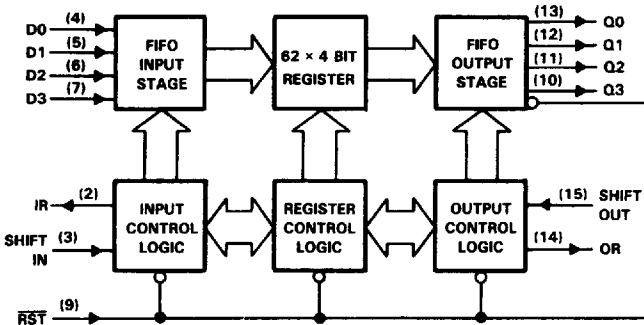 D0 (4)
D1 (5)
D2 (6)
D3 (7)
FIFO
INPUT
STAGE
62 × 4 BIT
REGISTER
FIFO
OUTPUT
STAGE
(13) Q0
(12) Q1
(11) Q2
(10) Q3
IR (2)
SHIFT
IN (3)
INPUT
CONTROL
LOGIC
REGISTER
CONTROL
LOGIC
OUTPUT
CONTROL
LOGIC
(15) SHIFT
OUT
(14) OR
RST (9)